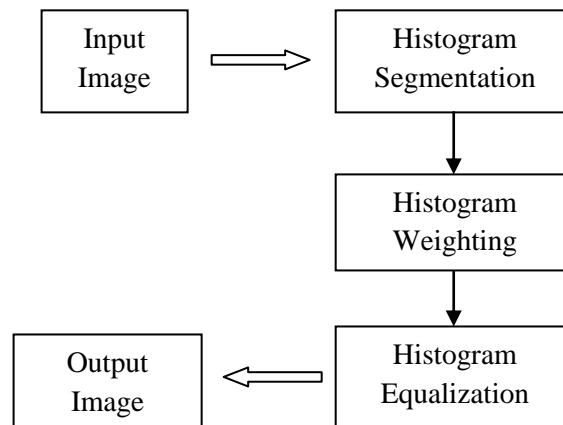 Input
Image
Histogram
Segmentation
Histogram
Weighting
Histogram
Equalization
Output
Image